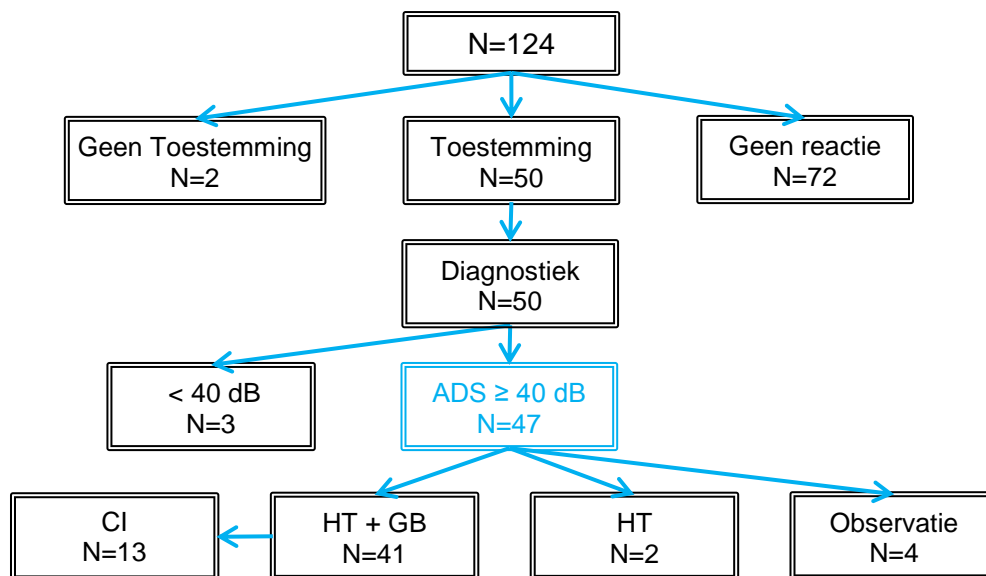 N=124
Geen Toestemming
N=2
Toestemming
N=50
Geen reactie
N=72
Diagnostiek
N=50
< 40 dB
N=3
ADS ≥ 40 dB
N=47
CI
N=13
HT + GB
N=41
HT
N=2
Observatie
N=4